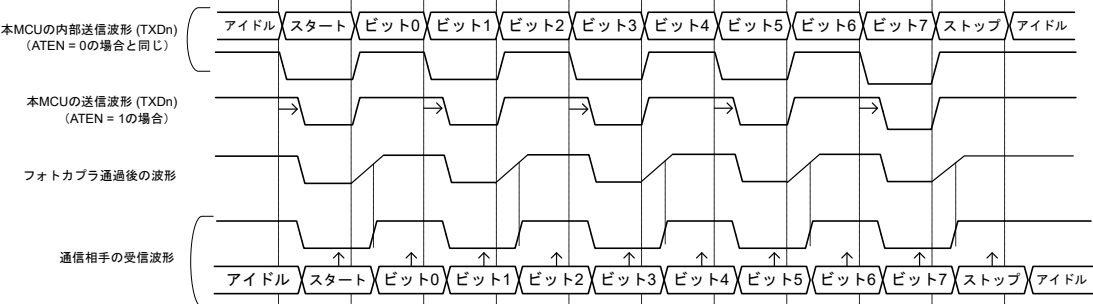 本MCUの内部送信波形 (TXDn)
(ATEN = 0の場合と同じ)
アイドル スタート ビット0 ビット1 ビット2 ビット3 ビット4 ビット5 ビット6 ビット7 ストップ アイドル
本MCUの送信波形 (TXDn)
(ATEN = 1の場合)
フォトカプラ通過後の波形
通信相手の受信波形
アイドル スタート ビット0 ビット1 ビット2 ビット3 ビット4 ビット5 ビット6 ビット7 ストップ アイドル